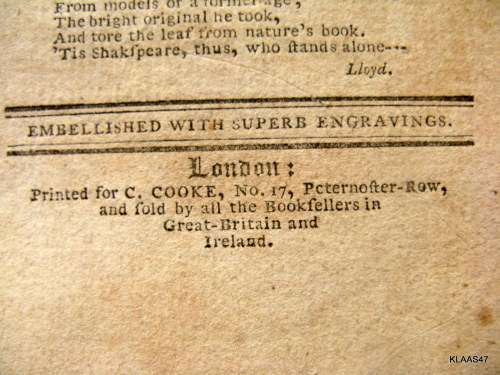 From models of a former age,
The bright original he took,
And tore the leaf from nature's book.
'Tis Shakſpeare, thus, who ſtands alone---
Lloyd.
EMBELLISHED WITH SUPERB ENGRAVINGS.
London:
Printed for C. COOKE, No. 17, Pcternoſter-Row,
and ſold by all the Bookſellers in
Great-Britain and
Ireland.
KLAAS47